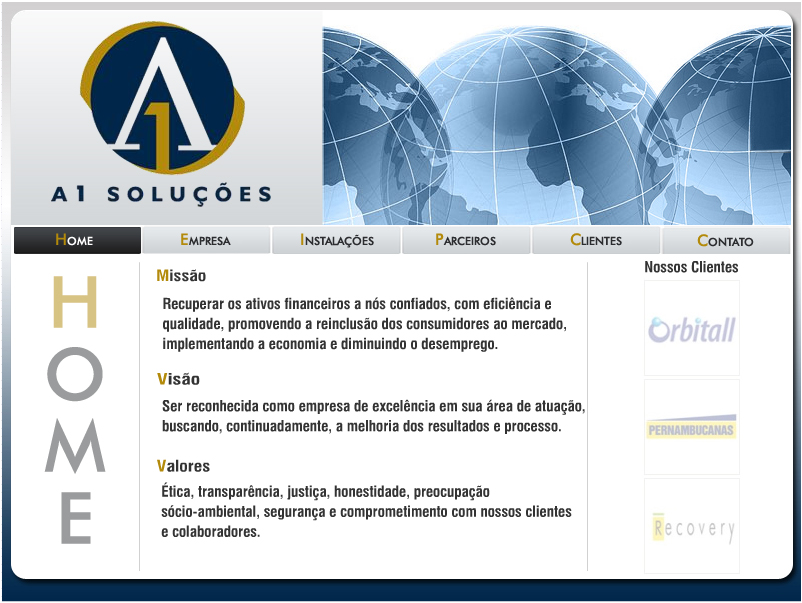 A1
A1 SOLUÇÕES
HOME EMPRESA INSTALAÇÕES PARCEIROS CLIENTES CONTATO
HOME
Missão
Recuperar os ativos financeiros a nós confiados, com eficiência e
qualidade, promovendo a reinclusão dos consumidores ao mercado,
implementando a economia e diminuindo o desemprego.
Visão
Ser reconhecida como empresa de excelência em sua área de atuação,
buscando, continuadamente, a melhoria dos resultados e processo.
Valores
Ética, transparência, justiça, honestidade, preocupação
sócio-ambiental, segurança e comprometimento com nossos clientes
e colaboradores.
Nossos Clientes
Orbitall
PERNAMBUCANAS
Recovery